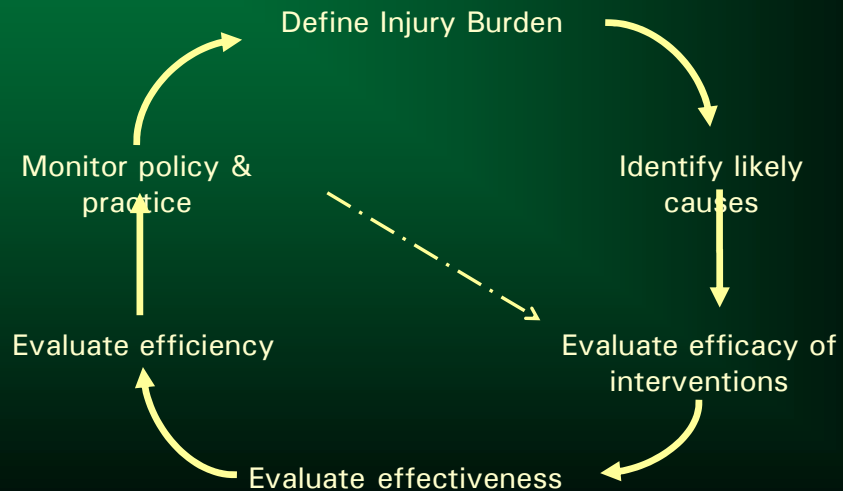 Define Injury Burden
Monitor policy &
practice
Identify likely
causes
Evaluate efficiency
Evaluate efficacy of
interventions
Evaluate effectiveness